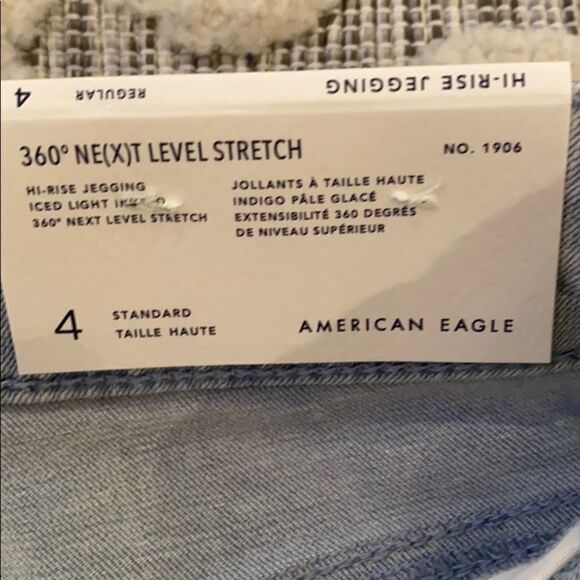 HI-RISE JEGGING
REGULAR
4
360° NE(X)T LEVEL STRETCH
NO. 1906
HI-RISE JEGGING
ICED LIGHT
360° NEXT LEVEL STRETCH
JOLLANTS À TAILLE HAUTE
INDIGO PÂLE GLACÉ
EXTENSIBILITÉ 360 DEGRÉS
DE NIVEAU SUPÉRIEUR
4
STANDARD
TAILLE HAUTE
AMERICAN EAGLE